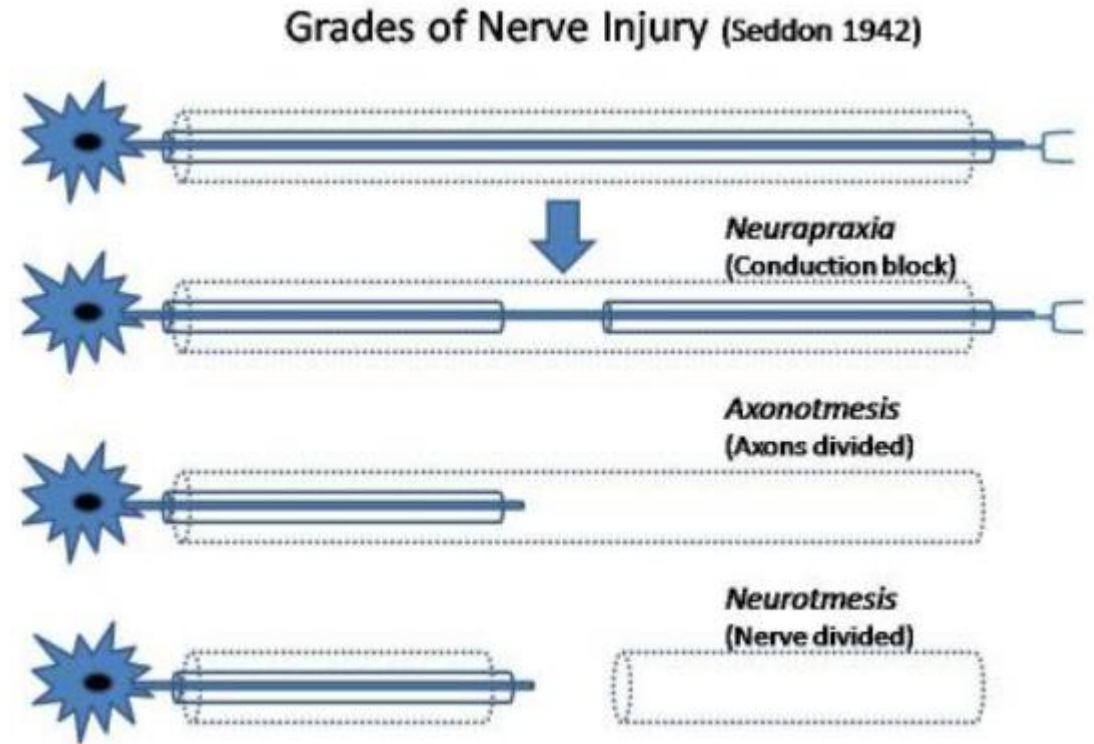 Grades of Nerve Injury (Seddon 1942)
Neurapraxia
(Conduction block)
Axonotmesis
(Axons divided)
Neurotmesis
(Nerve divided)